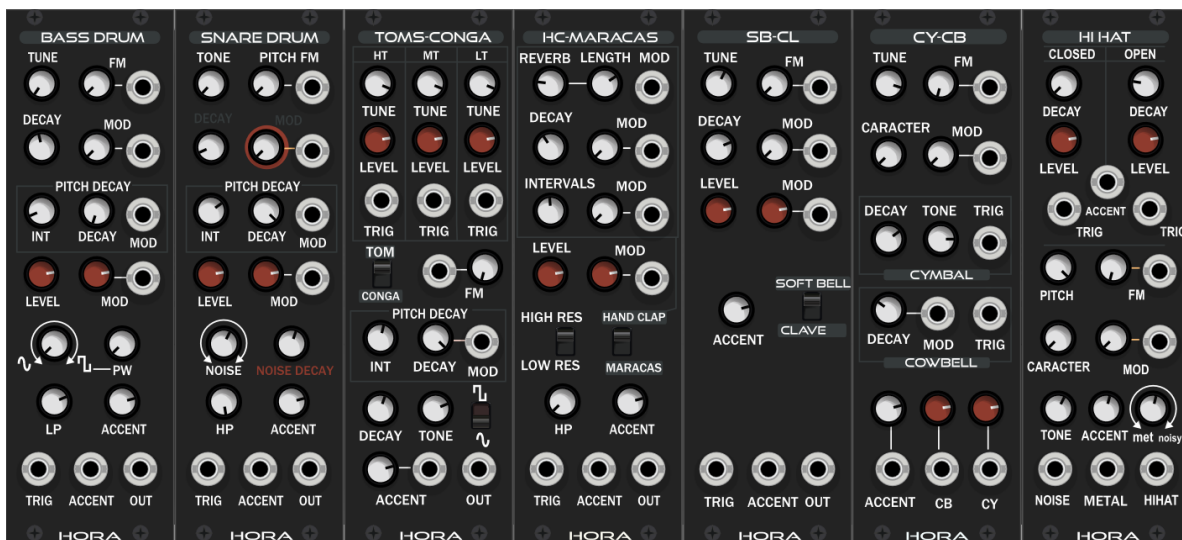 BASS DRUM
TUNE FM
DECAY MOD
PITCH DECAY
INT DECAY MOD
LEVEL MOD
PW
LP ACCENT
TRIG ACCENT OUT
HORA
SNARE DRUM
TONE PITCH FM
DECAY MOD
PITCH DECAY
INT DECAY MOD
LEVEL MOD
NOISE NOISE DECAY
HP ACCENT
TRIG ACCENT OUT
HORA
TOMS-CONGA
HT MT LT
TUNE TUNE TUNE
LEVEL LEVEL LEVEL
TRIG TRIG TRIG
TOM
CONGA FM
PITCH DECAY
INT DECAY MOD
DECAY TONE
ACCENT OUT
HORA
HC-MARACAS
REVERB LENGTH MOD
DECAY MOD
INTERVALS MOD
LEVEL MOD
HIGH RES HAND CLAP
LOW RES MARACAS
HP ACCENT
TRIG ACCENT OUT
HORA
SB-CL
TUNE FM
DECAY MOD
LEVEL MOD
SOFT BELL
ACCENT CLAVE
TRIG ACCENT OUT
HORA
CY-CB
TUNE FM
CARACTER MOD
DECAY TONE TRIG
CYMBAL
DECAY MOD TRIG
COWBELL
ACCENT CB CY
HORA
HI HAT
CLOSED OPEN
DECAY DECAY
LEVEL LEVEL
ACCENT
TRIG TRIG
PITCH FM
CARACTER MOD
TONE ACCENT met noisy
NOISE METAL HIHAT
HORA